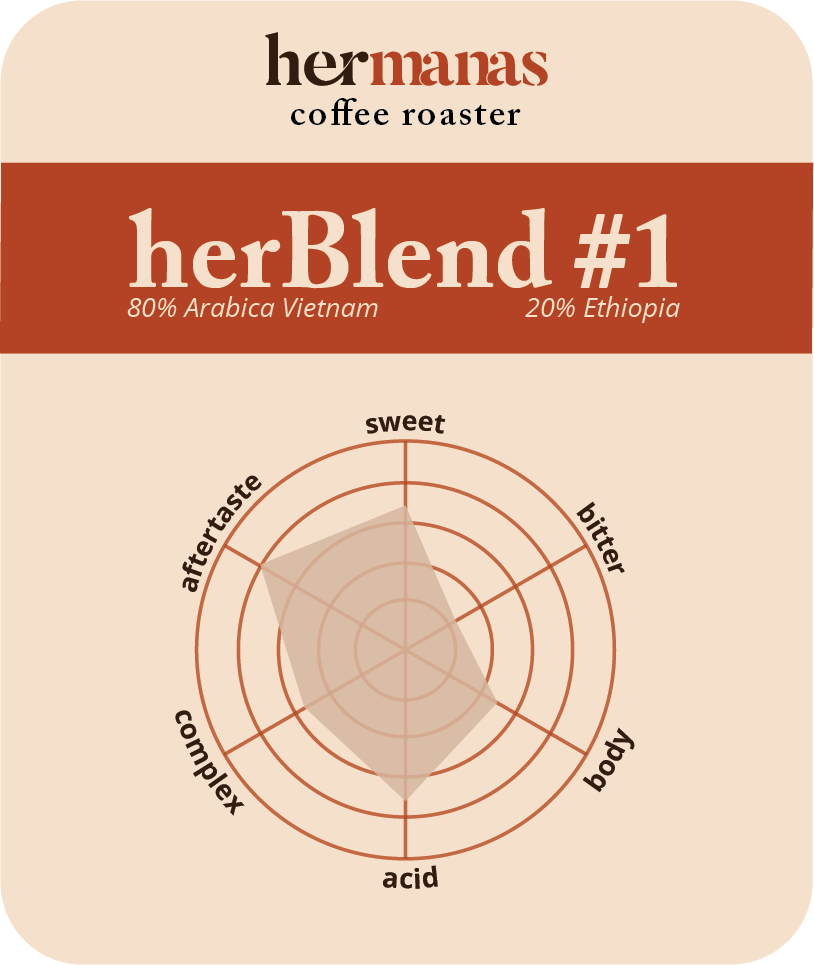 hermanas
coffee roaster
herBlend #1
80% Arabica Vietnam 20% Ethiopia
sweet
aftertaste
bitter
complex
body
acid